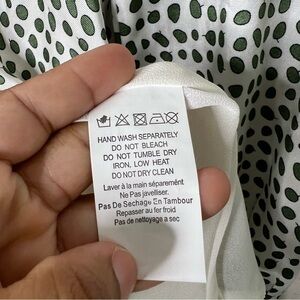 HAND WASH SEPARATELY
DO NOT BLEACH
DO NOT TUMBLE DRY
IRON, LOW HEAT
DO NOT DRY CLEAN
Laver à la main séparément
Ne Pas javelliser.
Pas De Sechage En Tambour
Repasser au fer froid
Pas de nettoyage a sec